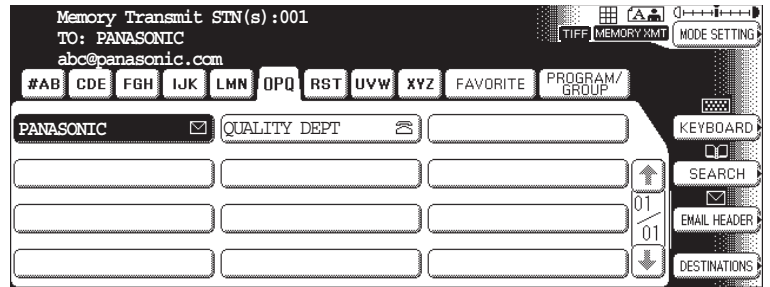 Memory Transmit STN(s):001
TO: PANASONIC
abc@panasonic.com
TIFF MEMORY XMT
MODE SETTING
#AB CDE FGH IJK LMN OPQ RST UVW XYZ FAVORITE PROGRAM/
GROUP
PANASONIC QUALITY DEPT
KEYBOARD
SEARCH
01
01
EMAIL HEADER
DESTINATIONS